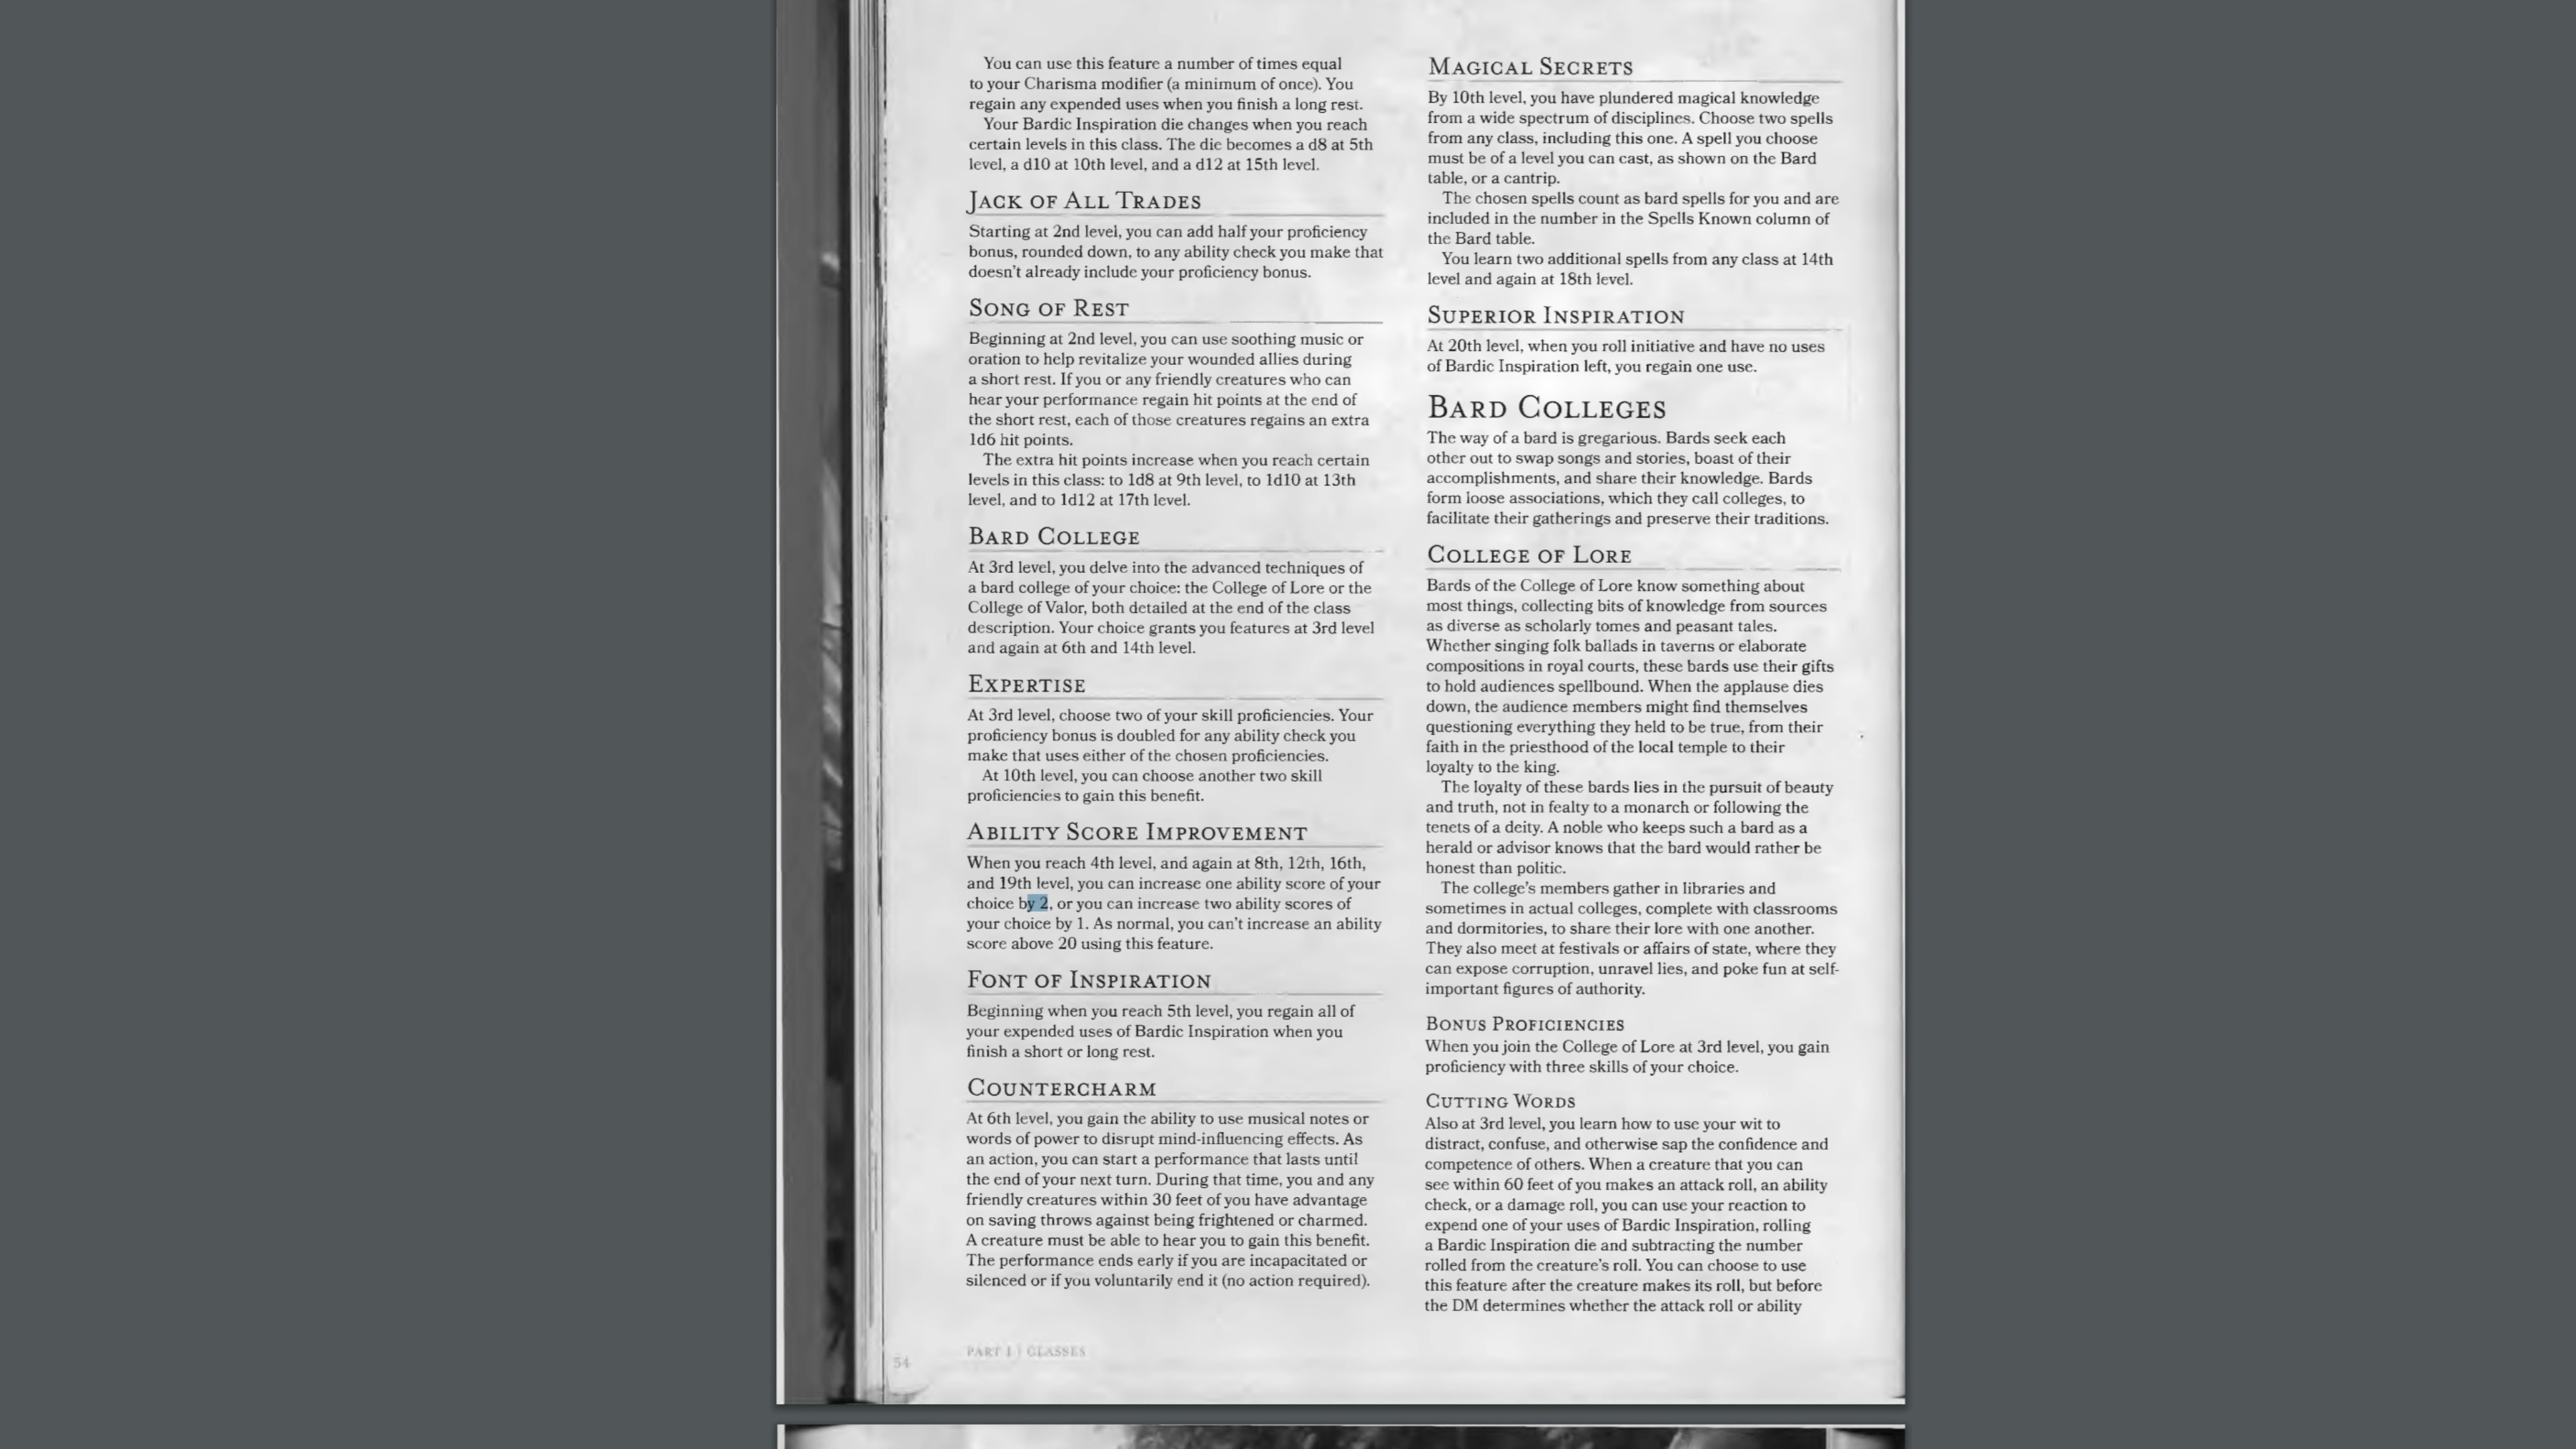 You can use this feature a number of times equal
to your Charisma modifier (a minimum of once). You
regain any expended uses when you finish a long rest.
Your Bardic Inspiration die changes when you reach
certain levels in this class. The die becomes a d8 at 5th
level, a d10 at 10th level, and a d12 at 15th level.
JACK OF ALL TRADES
Starting at 2nd level, you can add half your proficiency
bonus, rounded down, to any ability check you make that
doesn't already include your proficiency bonus.
SONG OF REST
Beginning at 2nd level, you can use soothing music or
oration to help revitalize your wounded allies during
a short rest. If you or any friendly creatures who can
hear your performance regain hit points at the end of
the short rest, each of those creatures regains an extra
1d6 hit points.
The extra hit points increase when you reach certain
levels in this class: to 1d8 at 9th level, to 1d10 at 13th
level, and to 1d12 at 17th level.
BARD COLLEGE
At 3rd level, you delve into the advanced techniques of
a bard college of your choice: the College of Lore or the
College of Valor, both detailed at the end of the class
description. Your choice grants you features at 3rd level
and again at 6th and 14th level.
EXPERTISE
At 3rd level, choose two of your skill proficiencies. Your
proficiency bonus is doubled for any ability check you
make that uses either of the chosen proficiencies.
At 10th level, you can choose another two skill
proficiencies to gain this benefit.
ABILITY SCORE IMPROVEMENT
When you reach 4th level, and again at 8th, 12th, 16th,
and 19th level, you can increase one ability score of your
choice by 2, or you can increase two ability scores of
your choice by 1. As normal, you can't increase an ability
score above 20 using this feature.
FONT OF INSPIRATION
Beginning when you reach 5th level, you regain all of
your expended uses of Bardic Inspiration when you
finish a short or long rest.
COUNTERCHARM
At 6th level, you gain the ability to use musical notes or
words of power to disrupt mind-influencing effects. As
an action, you can start a performance that lasts until
the end of your next turn. During that time, you and any
friendly creatures within 30 feet of you have advantage
on saving throws against being frightened or charmed.
A creature must be able to hear you to gain this benefit.
The performance ends early if you are incapacitated or
silenced or if you voluntarily end it (no action required).
MAGICAL SECRETS
By 10th level, you have plundered magical knowledge
from a wide spectrum of disciplines. Choose two spells
from any class, including this one. A spell you choose
must be of a level you can cast, as shown on the Bard
table, or a cantrip.
The chosen spells count as bard spells for you and are
included in the number in the Spells Known column of
the Bard table.
You learn two additional spells from any class at 14th
level and again at 18th level.
SUPERIOR INSPIRATION
At 20th level, when you roll initiative and have no uses
of Bardic Inspiration left, you regain one use.
BARD COLLEGES
The way of a bard is gregarious. Bards seek each
other out to swap songs and stories, boast of their
accomplishments, and share their knowledge. Bards
form loose associations, which they call colleges, to
facilitate their gatherings and preserve their traditions.
COLLEGE OF LORE
Bards of the College of Lore know something about
most things, collecting bits of knowledge from sources
as diverse as scholarly tomes and peasant tales.
Whether singing folk ballads in taverns or elaborate
compositions in royal courts, these bards use their gifts
to hold audiences spellbound. When the applause dies
down, the audience members might find themselves
questioning everything they held to be true, from their
faith in the priesthood of the local temple to their
loyalty to the king.
The loyalty of these bards lies in the pursuit of beauty
and truth, not in fealty to a monarch or following the
tenets of a deity. A noble who keeps such a bard as a
herald or advisor knows that the bard would rather be
honest than politic.
The college's members gather in libraries and
sometimes in actual colleges, complete with classrooms
and dormitories, to share their lore with one another.
They also meet at festivals or affairs of state, where they
can expose corruption, unravel lies, and poke fun at self-
important figures of authority.
BONUS PROFICIENCIES
When you join the College of Lore at 3rd level, you gain
proficiency with three skills of your choice.
CUTTING WORDS
Also at 3rd level, you learn how to use your wit to
distract, confuse, and otherwise sap the confidence and
competence of others. When a creature that you can
see within 60 feet of you makes an attack roll, an ability
check, or a damage roll, you can use your reaction to
expend one of your uses of Bardic Inspiration, rolling
a Bardic Inspiration die and subtracting the number
rolled from the creature's roll. You can choose to use
this feature after the creature makes its roll, but before
the DM determines whether the attack roll or ability
54
PART 1 | CLASSES